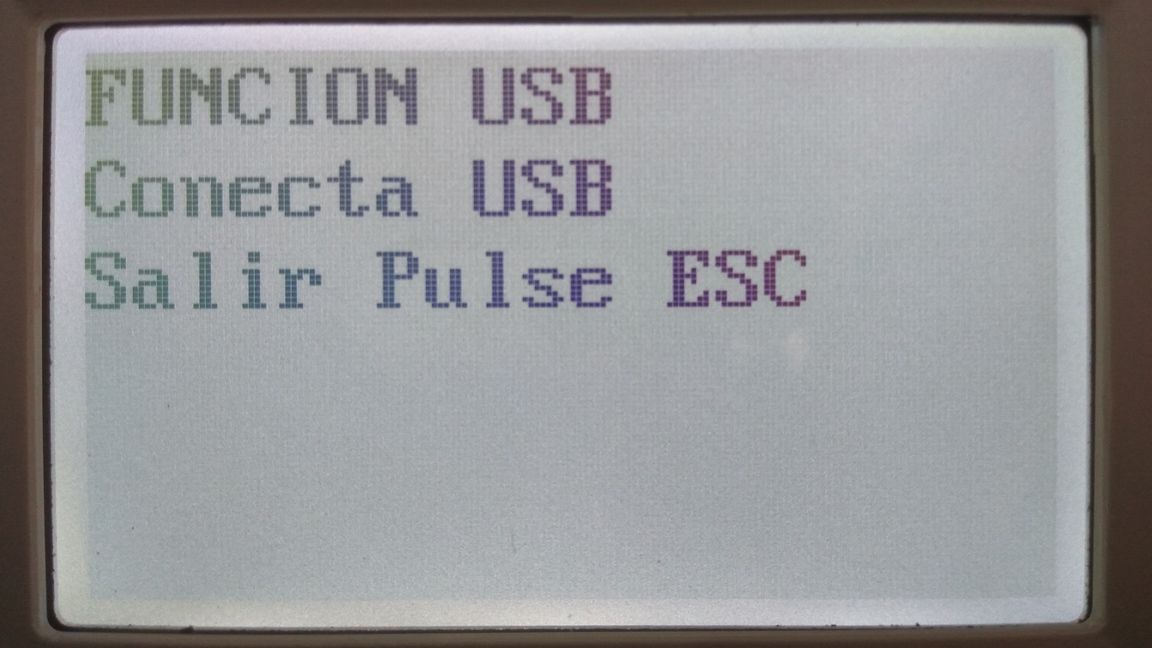 FUNCION USB
Conecta USB
Salir Pulse ESC